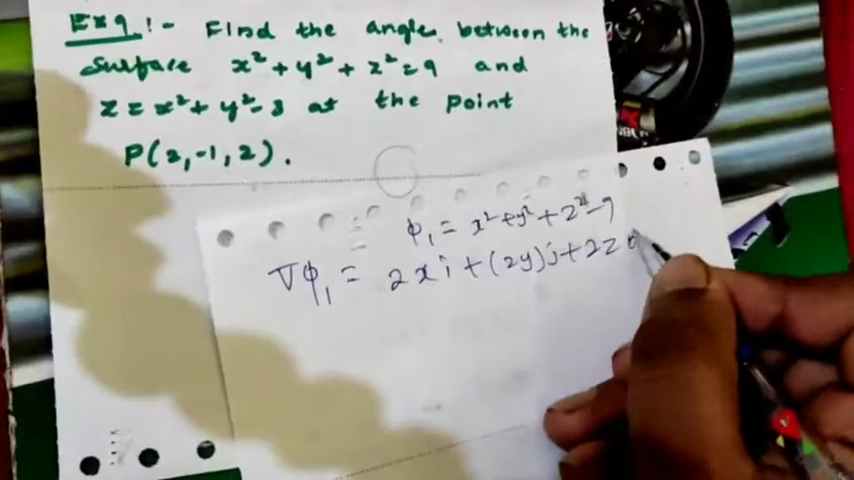 Ex 9 :- Find the angle between the
surface x² + y² + z² = 9 and
z = x² + y² - 3 at the point
P(2, -1, 2).
φ₁ = x² + y² + z² - 9
∇φ₁ = 2xi + (2y)j + 2z